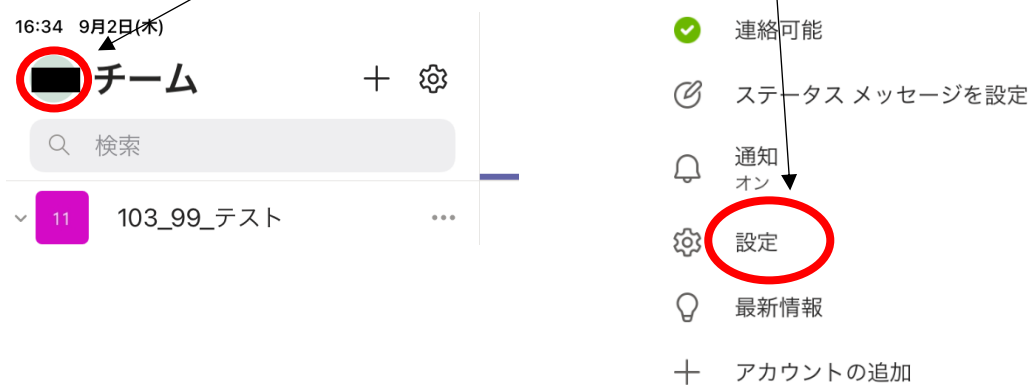 16:34 9月2日(木)
チーム
検索
11 103_99_テスト
連絡可能
ステータス メッセージを設定
通知
オン
設定
最新情報
アカウントの追加